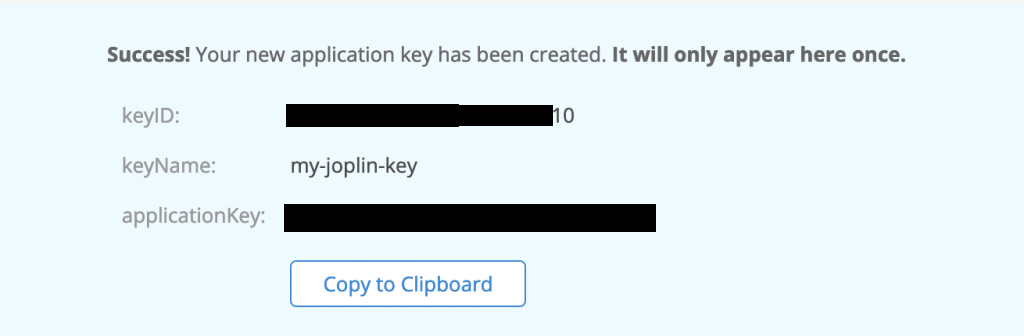 Success! Your new application key has been created. It will only appear here once.
keyID: 10
keyName: my-joplin-key
applicationKey:
Copy to Clipboard